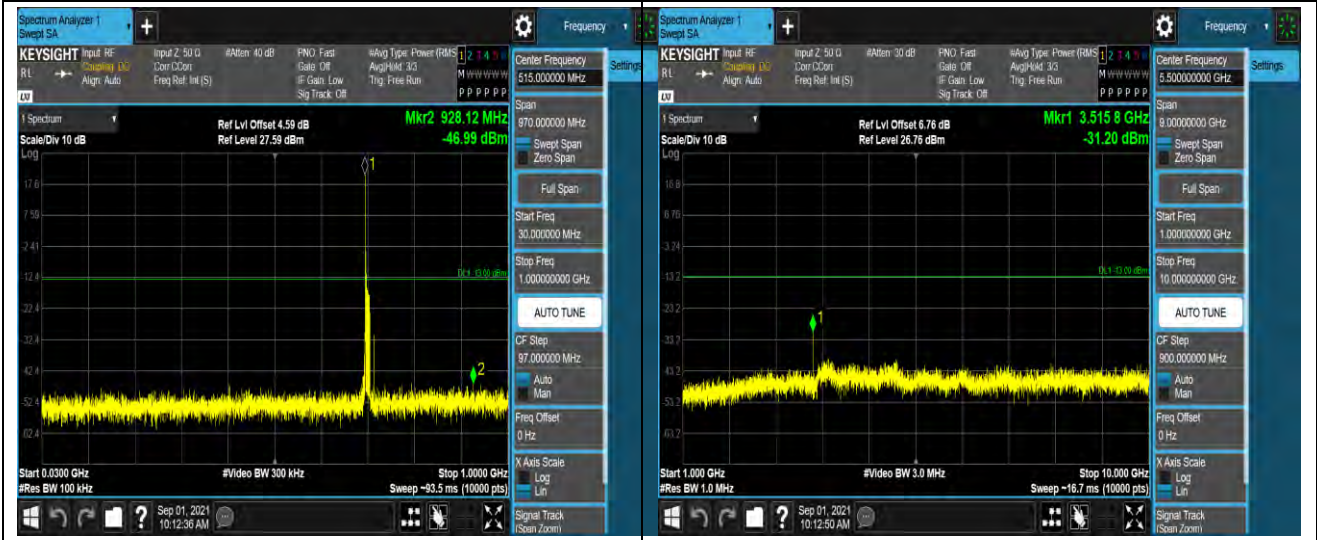 Spectrum Analyzer 1
Swept SA
+
Frequency
KEYSIGHT
RL
LXI
Input: RF
Coupling: DC
Align: Auto
Input Z: 50 Ω
Corr CCorr
Freq Ref: Int (S)
#Atten: 40 dB
PNO: Fast
Gate: Off
IF Gain: Low
Sig Track: Off
#Avg Type: Power (RMS
Avg|Hold: 3/3
Trig: Free Run
1 2 3 4 5 6
M W W W W W
P P P P P P
1 Spectrum
Scale/Div 10 dB
Log
Ref Lvl Offset 4.59 dB
Ref Level 27.59 dBm
Mkr2 928.12 MHz
-46.99 dBm
17.6
7.59
-2.41
-12.4
-22.4
-32.4
-42.4
-52.4
-62.4
1
2
DL1 -13.00 dBm
Start 0.0300 GHz
#Res BW 100 kHz
#Video BW 300 kHz
Stop 1.0000 GHz
Sweep ~93.5 ms (10000 pts)
Sep 01, 2021
10:12:36 AM
?
Center Frequency
515.000000 MHz
Settings
Span
970.000000 MHz
Swept Span
Zero Span
Full Span
Start Freq
30.000000 MHz
Stop Freq
1.000000000 GHz
AUTO TUNE
CF Step
97.000000 MHz
Auto
Man
Freq Offset
0 Hz
X Axis Scale
Log
Lin
Signal Track
(Span Zoom)
Spectrum Analyzer 1
Swept SA
+
Frequency
KEYSIGHT
RL
LXI
Input: RF
Coupling: DC
Align: Auto
Input Z: 50 Ω
Corr CCorr
Freq Ref: Int (S)
#Atten: 30 dB
PNO: Fast
Gate: Off
IF Gain: Low
Sig Track: Off
#Avg Type: Power (RMS
Avg|Hold: 3/3
Trig: Free Run
1 2 3 4 5 6
M W W W W W
P P P P P P
1 Spectrum
Scale/Div 10 dB
Log
Ref Lvl Offset 6.76 dB
Ref Level 26.76 dBm
Mkr1 3.515 8 GHz
-31.20 dBm
16.8
6.76
-3.24
-13.2
-23.2
-33.2
-43.2
-53.2
-63.2
1
DL1 -13.00 dBm
Start 1.000 GHz
#Res BW 1.0 MHz
#Video BW 3.0 MHz
Stop 10.000 GHz
Sweep ~16.7 ms (10000 pts)
Sep 01, 2021
10:12:50 AM
?
Center Frequency
5.500000000 GHz
Settings
Span
9.00000000 GHz
Swept Span
Zero Span
Full Span
Start Freq
1.000000000 GHz
Stop Freq
10.000000000 GHz
AUTO TUNE
CF Step
900.000000 MHz
Auto
Man
Freq Offset
0 Hz
X Axis Scale
Log
Lin
Signal Track
(Span Zoom)